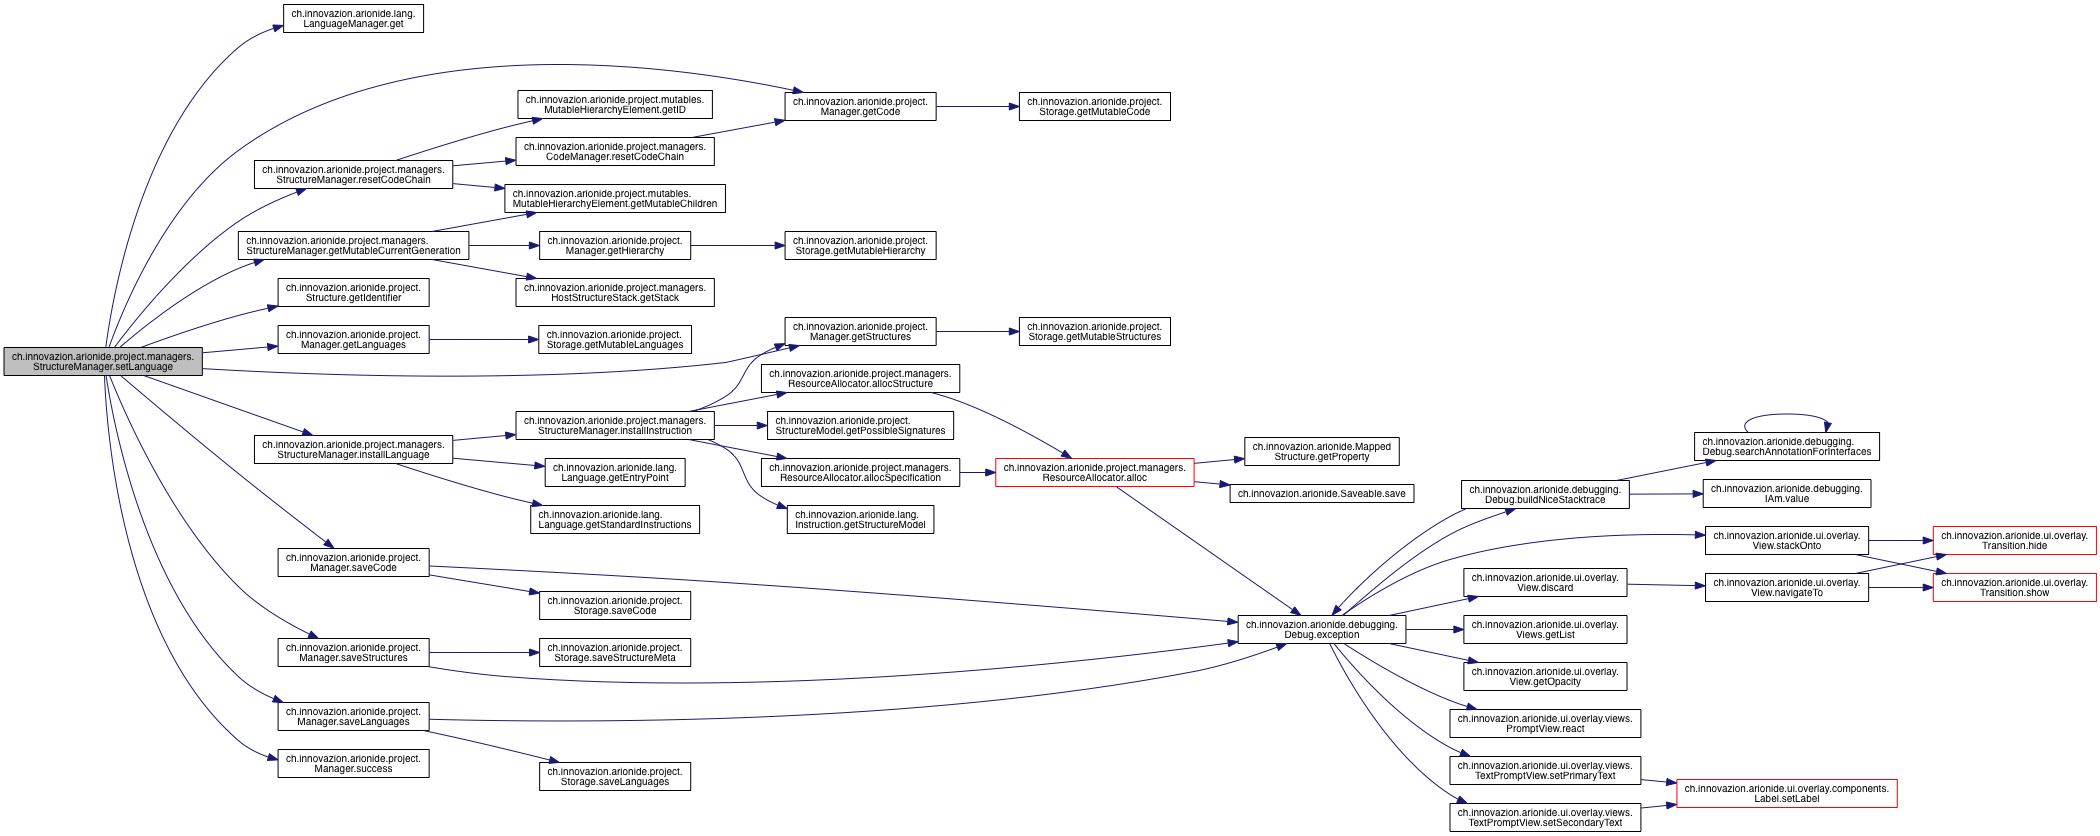 ch.innovazion.arionide.lang.
LanguageManager.get
ch.innovazion.arionide.project.mutables.
MutableHierarchyElement.getID
ch.innovazion.arionide.project.
Manager.getCode
ch.innovazion.arionide.project.
Storage.getMutableCode
ch.innovazion.arionide.project.managers.
CodeManager.resetCodeChain
ch.innovazion.arionide.project.managers.
StructureManager.resetCodeChain
ch.innovazion.arionide.project.mutables.
MutableHierarchyElement.getMutableChildren
ch.innovazion.arionide.project.managers.
StructureManager.getMutableCurrentGeneration
ch.innovazion.arionide.project.
Manager.getHierarchy
ch.innovazion.arionide.project.
Storage.getMutableHierarchy
ch.innovazion.arionide.project.
Structure.getIdentifier
ch.innovazion.arionide.project.managers.
HostStructureStack.getStack
ch.innovazion.arionide.project.
Manager.getLanguages
ch.innovazion.arionide.project.
Storage.getMutableLanguages
ch.innovazion.arionide.project.
Manager.getStructures
ch.innovazion.arionide.project.
Storage.getMutableStructures
ch.innovazion.arionide.project.managers.
StructureManager.setLanguage
ch.innovazion.arionide.project.managers.
ResourceAllocator.allocStructure
ch.innovazion.arionide.project.managers.
StructureManager.installInstruction
ch.innovazion.arionide.project.
StructureModel.getPossibleSignatures
ch.innovazion.arionide.project.managers.
StructureManager.installLanguage
ch.innovazion.arionide.lang.
Language.getEntryPoint
ch.innovazion.arionide.project.managers.
ResourceAllocator.allocSpecification
ch.innovazion.arionide.project.managers.
ResourceAllocator.alloc
ch.innovazion.arionide.Mapped
Structure.getProperty
ch.innovazion.arionide.Saveable.save
ch.innovazion.arionide.debugging.
Debug.searchAnnotationForInterfaces
ch.innovazion.arionide.debugging.
Debug.buildNiceStacktrace
ch.innovazion.arionide.debugging.
IAm.value
ch.innovazion.arionide.lang.
Language.getStandardInstructions
ch.innovazion.arionide.lang.
Instruction.getStructureModel
ch.innovazion.arionide.ui.overlay.
View.stackOnto
ch.innovazion.arionide.ui.overlay.
Transition.hide
ch.innovazion.arionide.project.
Manager.saveCode
ch.innovazion.arionide.ui.overlay.
View.discard
ch.innovazion.arionide.ui.overlay.
View.navigateTo
ch.innovazion.arionide.ui.overlay.
Transition.show
ch.innovazion.arionide.project.
Storage.saveCode
ch.innovazion.arionide.debugging.
Debug.exception
ch.innovazion.arionide.ui.overlay.
Views.getList
ch.innovazion.arionide.project.
Manager.saveStructures
ch.innovazion.arionide.project.
Storage.saveStructureMeta
ch.innovazion.arionide.ui.overlay.
View.getOpacity
ch.innovazion.arionide.project.
Manager.saveLanguages
ch.innovazion.arionide.ui.overlay.views.
PromptView.react
ch.innovazion.arionide.project.
Manager.success
ch.innovazion.arionide.project.
Storage.saveLanguages
ch.innovazion.arionide.ui.overlay.views.
TextPromptView.setPrimaryText
ch.innovazion.arionide.ui.overlay.components.
Label.setLabel
ch.innovazion.arionide.ui.overlay.views.
TextPromptView.setSecondaryText